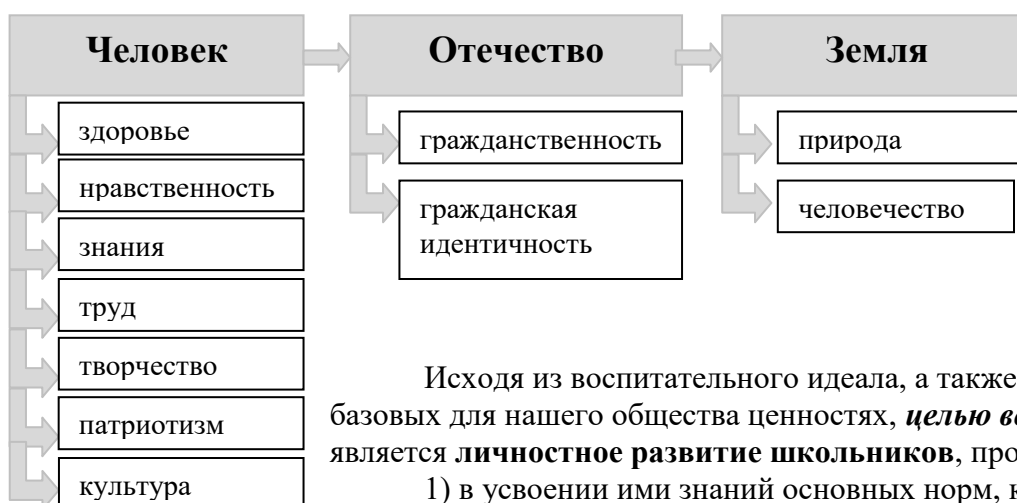 Человек
здоровье
нравственность
знания
труд
творчество
патриотизм
культура
Отечество
гражданственность
гражданская
идентичность
Земля
природа
человечество
Исходя из воспитательного идеала, а также
базовых для нашего общества ценностях, целью
является личностное развитие школьников,
1) в усвоении ими знаний основных норм,